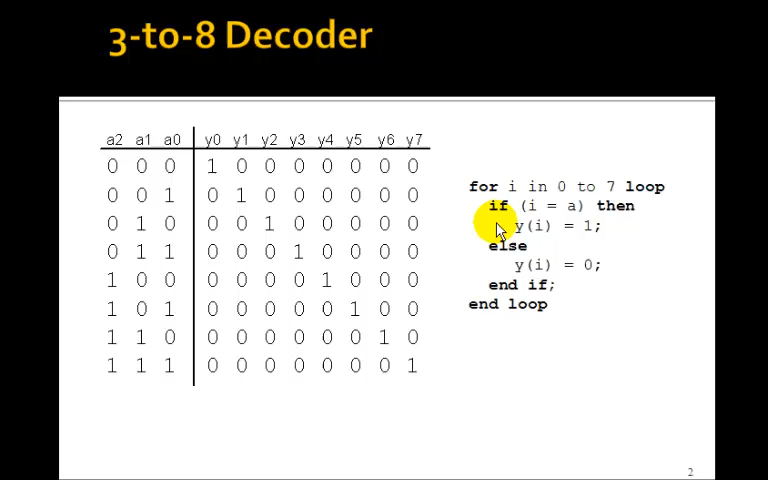 3-to-8 Decoder
a2 a1 a0 y0 y1 y2 y3 y4 y5 y6 y7
0 0 0 1 0 0 0 0 0 0 0
0 0 1 0 1 0 0 0 0 0 0
0 1 0 0 0 1 0 0 0 0 0
0 1 1 0 0 0 1 0 0 0 0
1 0 0 0 0 0 0 1 0 0 0
1 0 1 0 0 0 0 0 1 0 0
1 1 0 0 0 0 0 0 0 1 0
1 1 1 0 0 0 0 0 0 0 1
for i in 0 to 7 loop
if (i = a) then
y(i) = 1;
else
y(i) = 0;
end if;
end loop
2